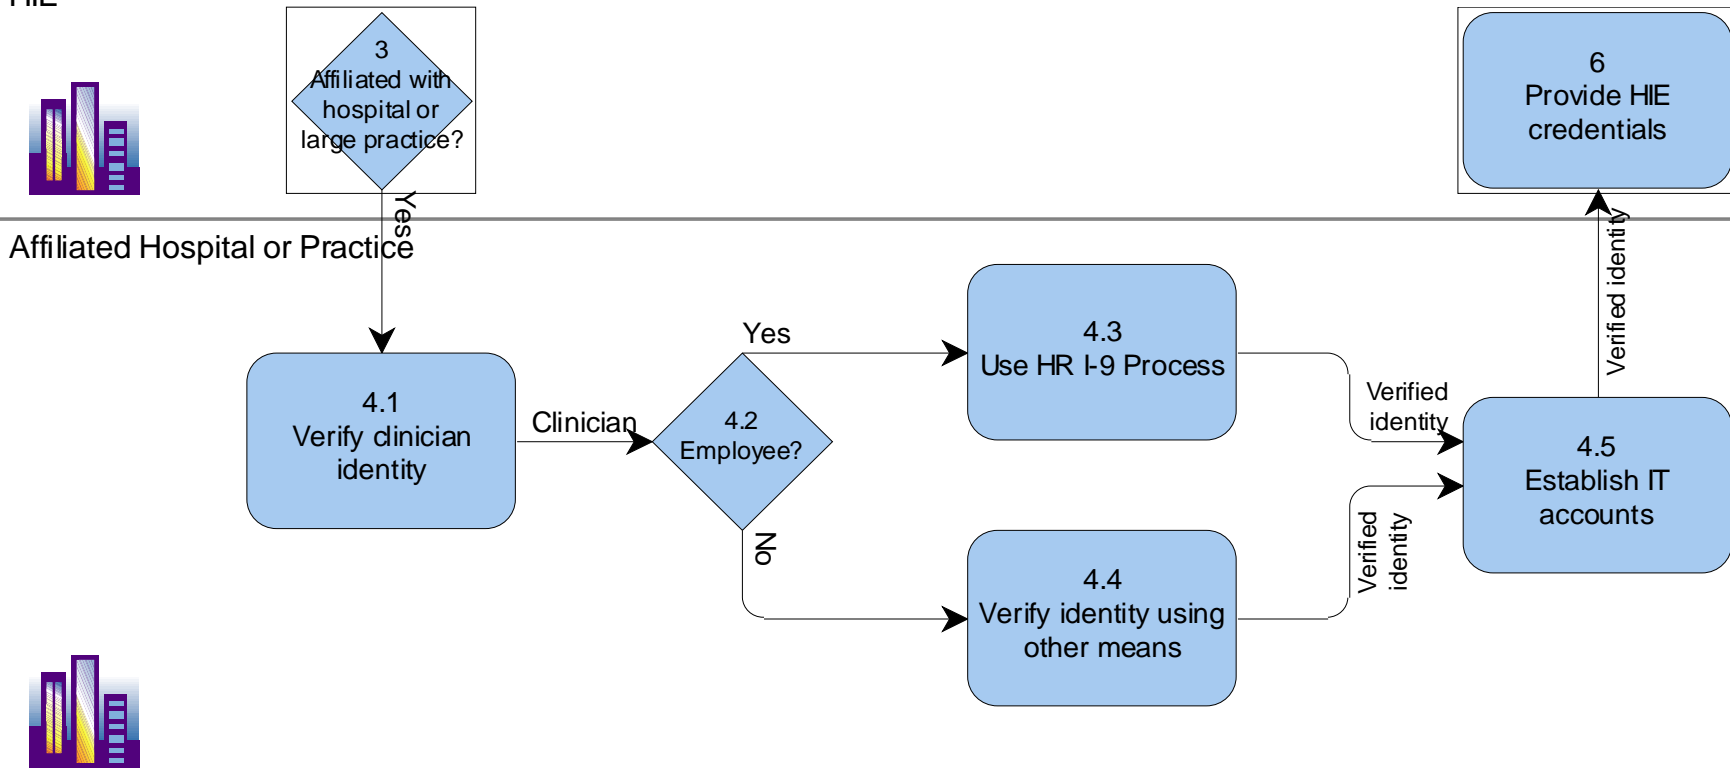 HIE
3
Affiliated with
hospital or
large practice?
6
Provide HIE
credentials
Yes
Affiliated Hospital or Practice
Verified identity
4.1
Verify clinician
identity
Clinician
4.2
Employee?
Yes
No
4.3
Use HR I-9 Process
4.4
Verify identity using
other means
Verified
identity
Verified
identity
4.5
Establish IT
accounts